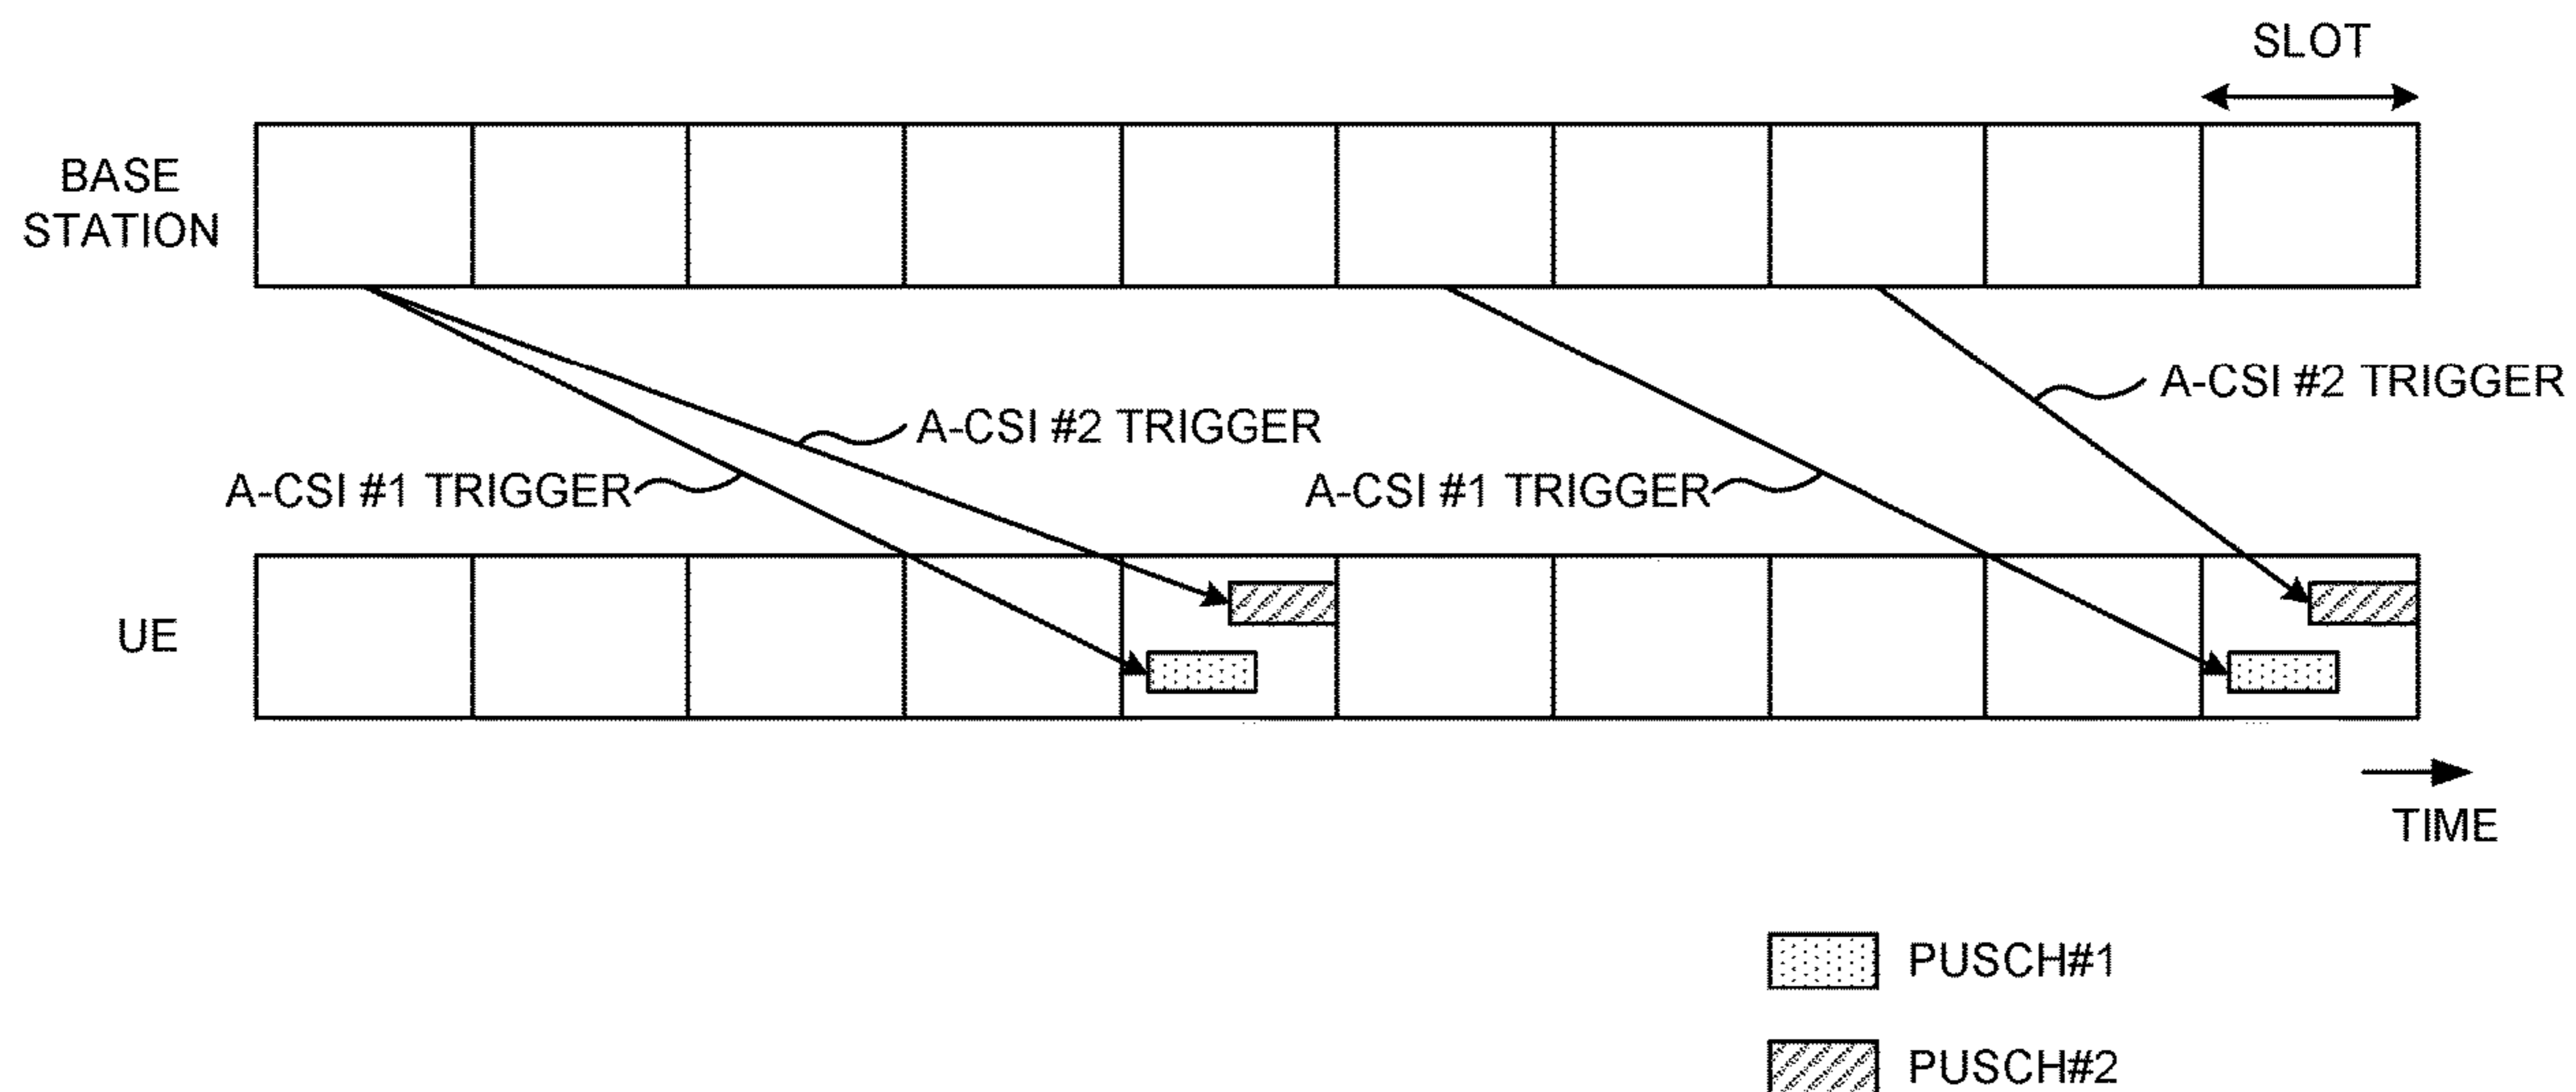 SLOT
BASE
STATION
A-CSI #2 TRIGGER
A-CSI #2 TRIGGER
A-CSI #1 TRIGGER
A-CSI #1 TRIGGER
UE
TIME
PUSCH#1
PUSCH#2